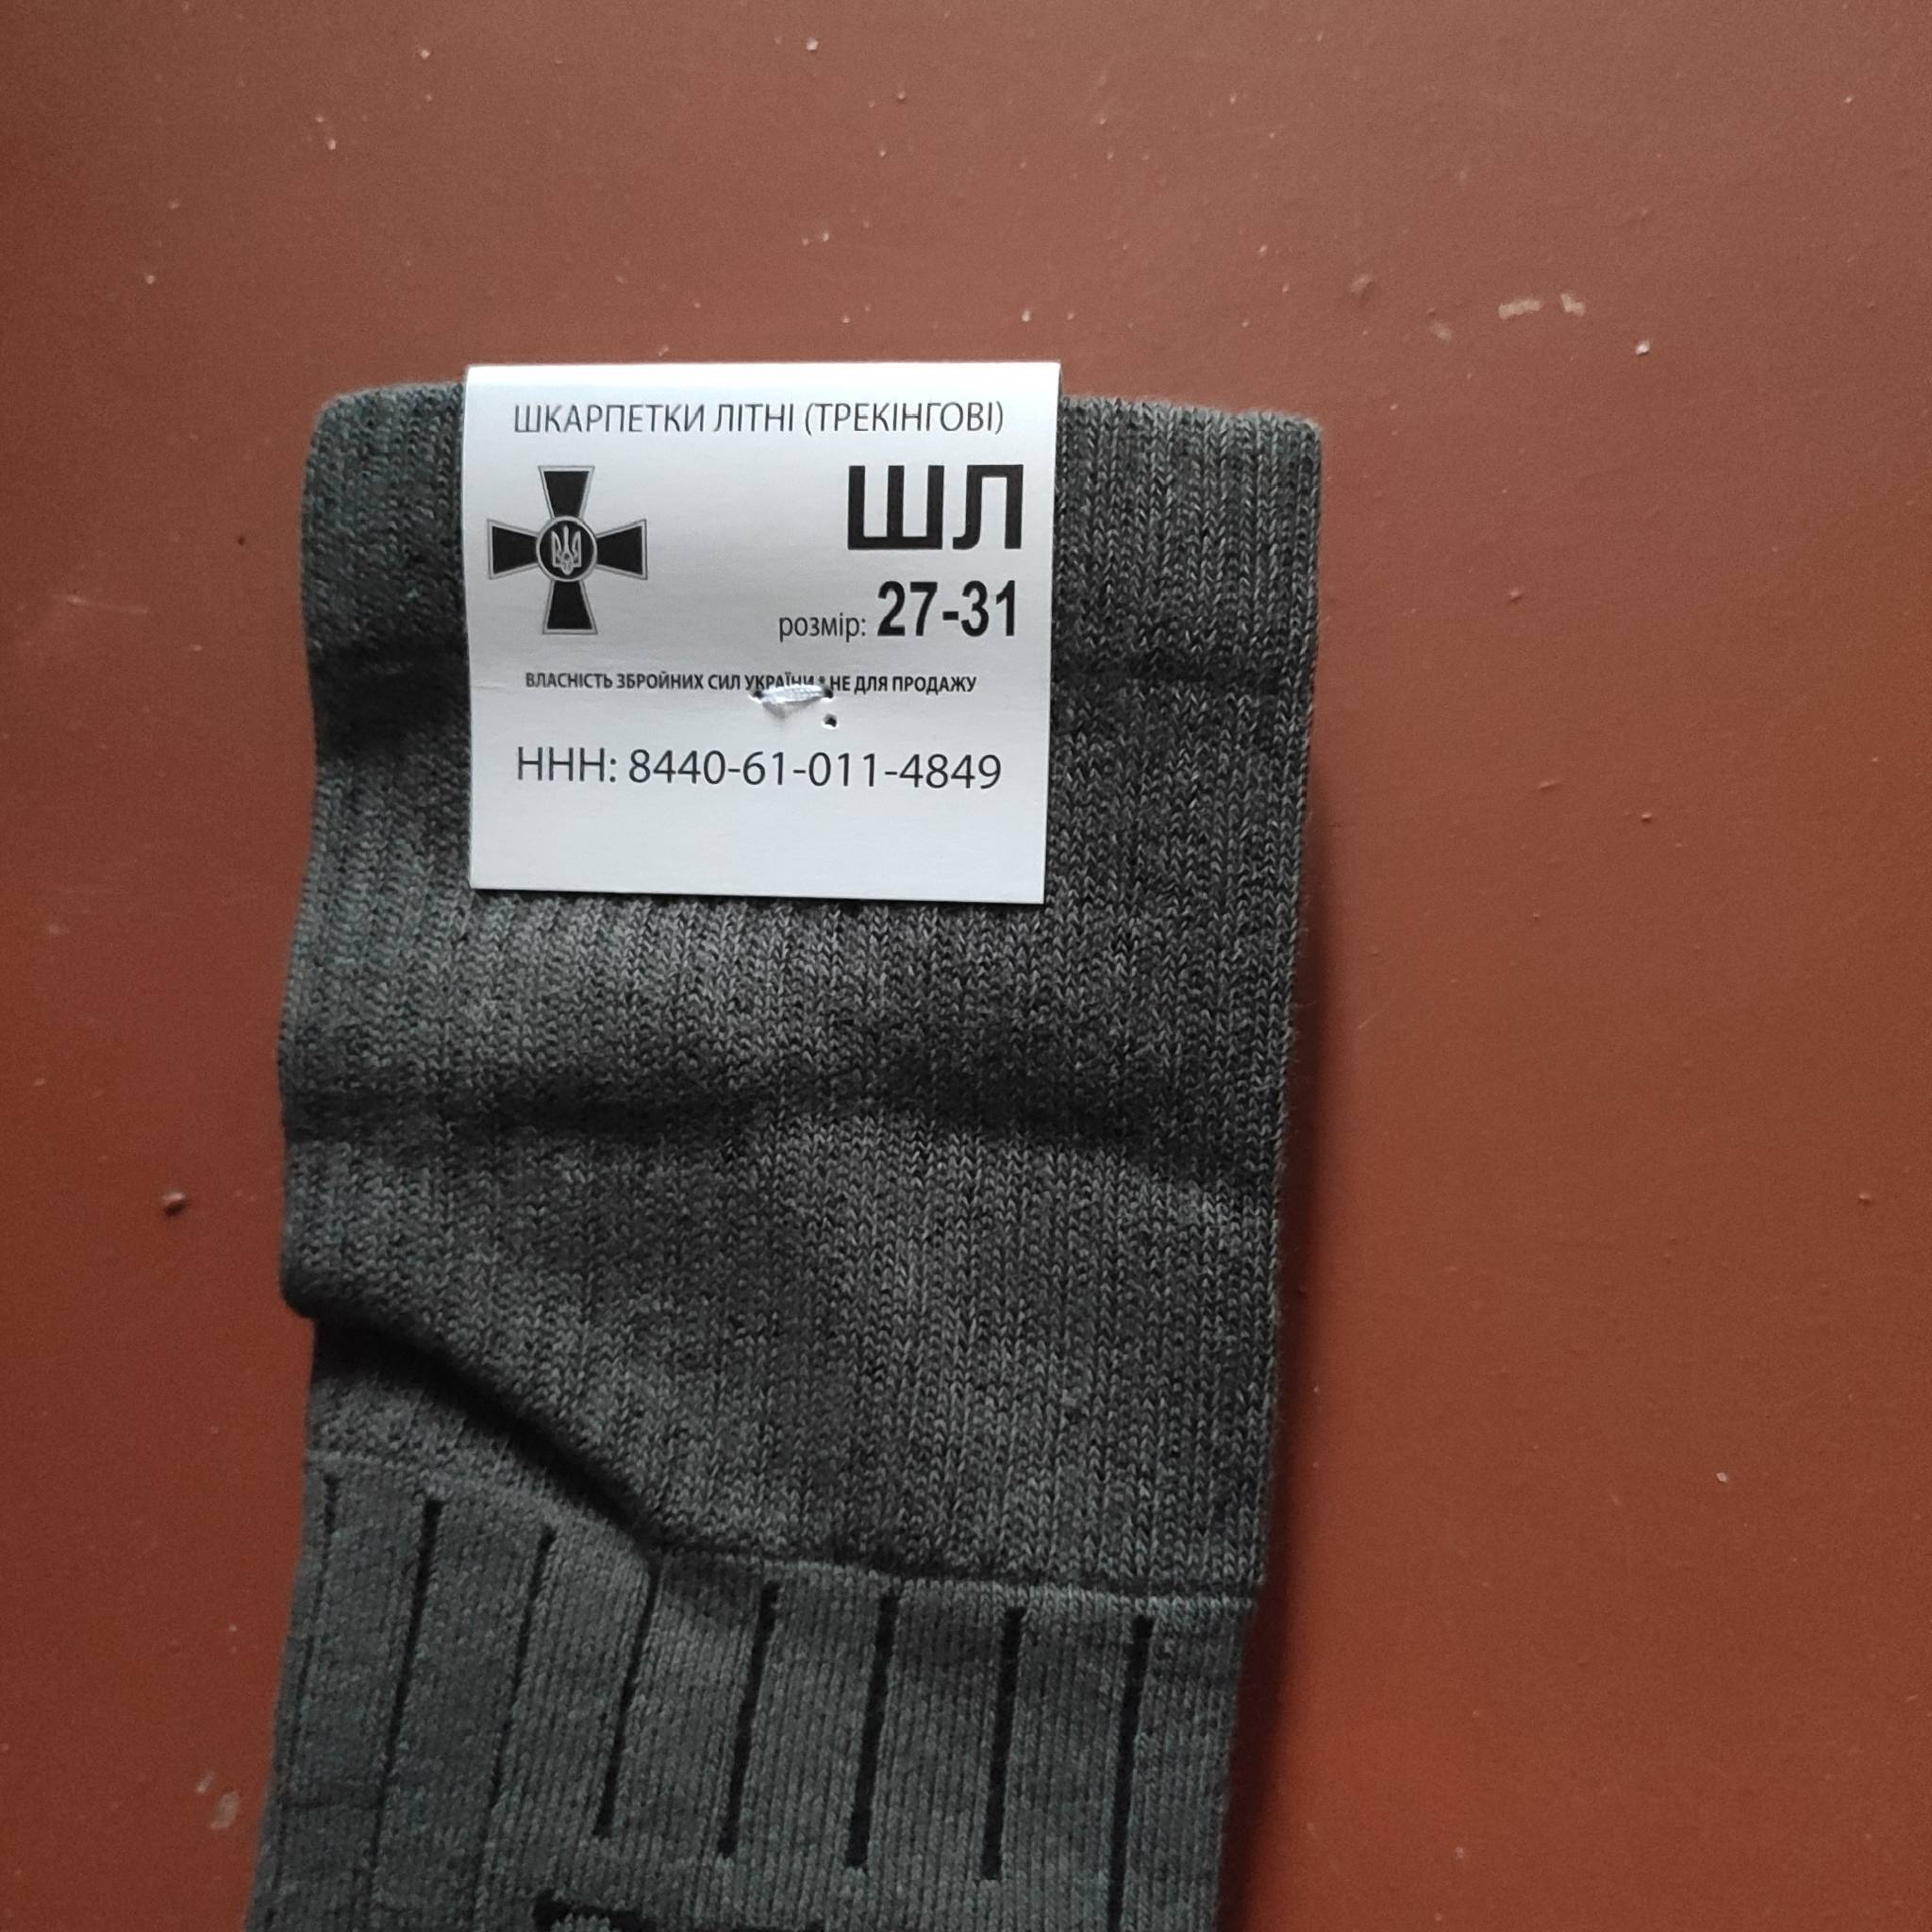 ШКАРПЕТКИ ЛІТНІ (ТРЕКІНГОВІ)
ШЛ
розмір: 27-31
ВЛАСНІСТЬ ЗБРОЙНИХ СИЛ УКРАЇНИ * НЕ ДЛЯ ПРОДАЖУ
ННН: 8440-61-011-4849